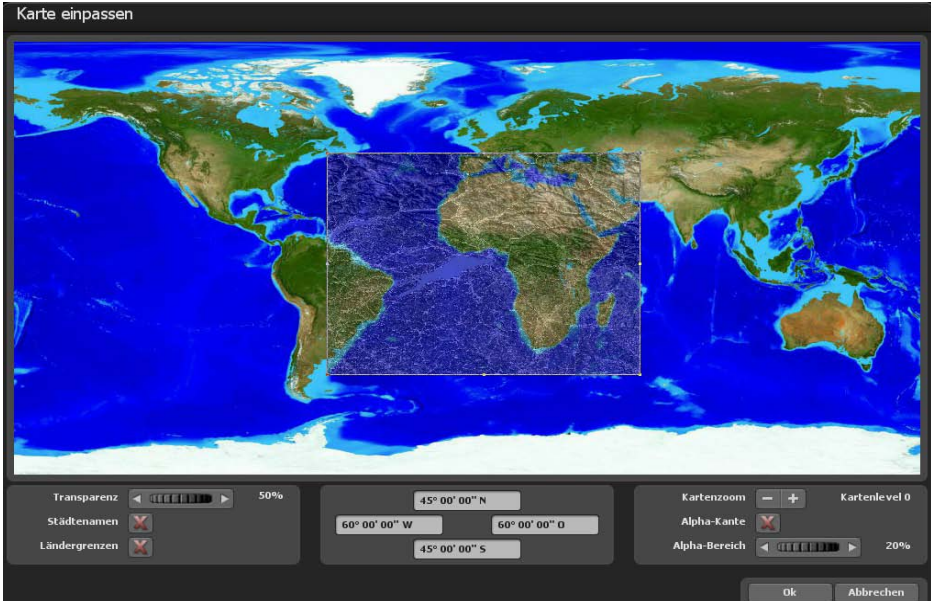 Karte einpassen
Transparenz 50%
Städtenamen
Ländergrenzen
45° 00' 00" N
60° 00' 00" W 60° 00' 00" O
45° 00' 00" S
Kartenzoom − + Kartenlevel 0
Alpha-Kante
Alpha-Bereich 20%
Ok Abbrechen